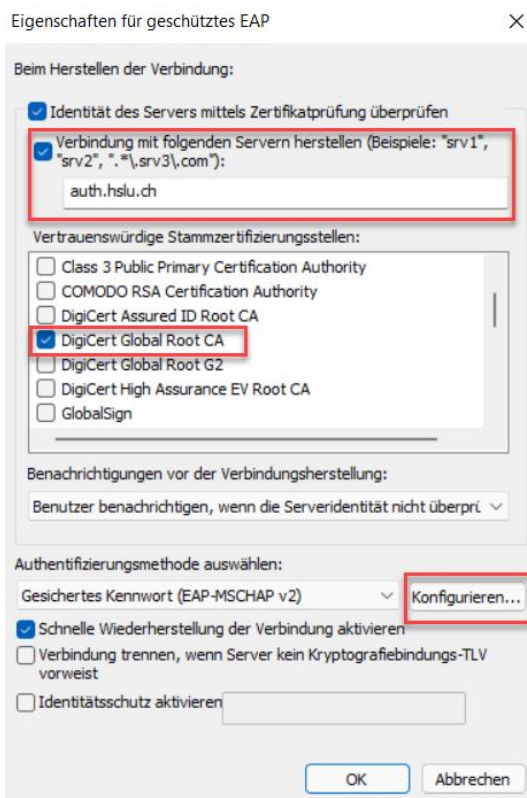 Eigenschaften für geschütztes EAP
Beim Herstellen der Verbindung:
Identität des Servers mittels Zertifikatprüfung überprüfen
Verbindung mit folgenden Servern herstellen (Beispiele: "srv1",
"srv2", ".*\.srv3\.com"):
auth.hslu.ch
Vertrauenswürdige Stammzertifizierungsstellen:
Class 3 Public Primary Certification Authority
COMODO RSA Certification Authority
DigiCert Assured ID Root CA
DigiCert Global Root CA
DigiCert Global Root G2
DigiCert High Assurance EV Root CA
GlobalSign
Benachrichtigungen vor der Verbindungsherstellung:
Benutzer benachrichtigen, wenn die Serveridentität nicht überprü
Authentifizierungsmethode auswählen:
Gesichertes Kennwort (EAP-MSCHAP v2)
Konfigurieren...
Schnelle Wiederherstellung der Verbindung aktivieren
Verbindung trennen, wenn Server kein Kryptografiebindungs-TLV
vorweist
Identitätsschutz aktivieren
OK
Abbrechen